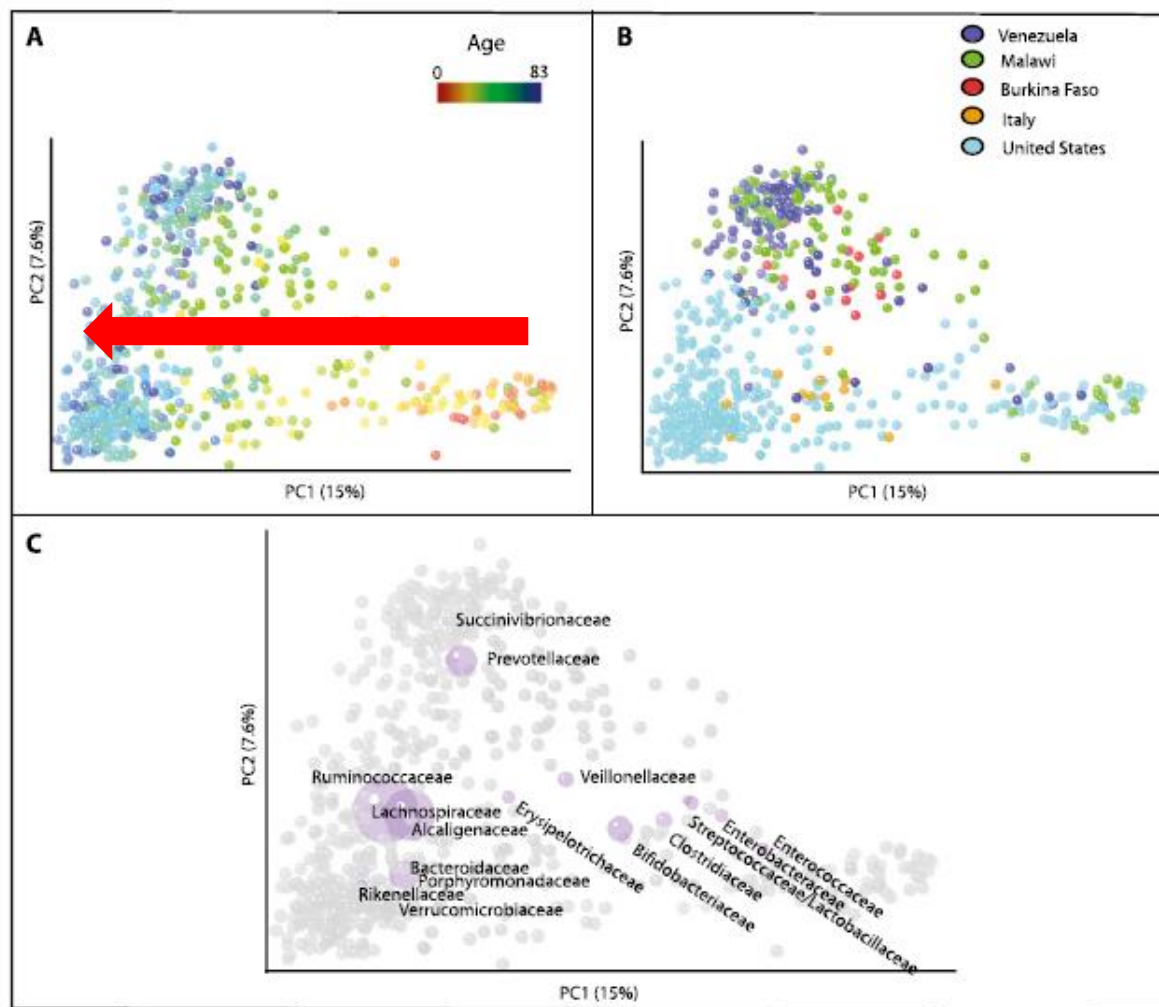 A
Age
0 83
PC2 (7.6%)
PC1 (15%)
B
Venezuela
Malawi
Burkina Faso
Italy
United States
PC2 (7.6%)
PC1 (15%)
C
Succinivibrionaceae
Prevotellaceae
Ruminococcaceae
Veillonellaceae
Lachnospiraceae
Alcaligenaceae
Bacteroidaceae
Porphyromonadaceae
Rikenellaceae
Verrucomicrobiaceae
Erysipelotrichaceae
Bifidobacteriaceae
Clostridiaceae
Streptococcaceae/Lactobacillaceae
Enterobacteraceae
Enterococcaceae
PC2 (7.6%)
PC1 (15%)